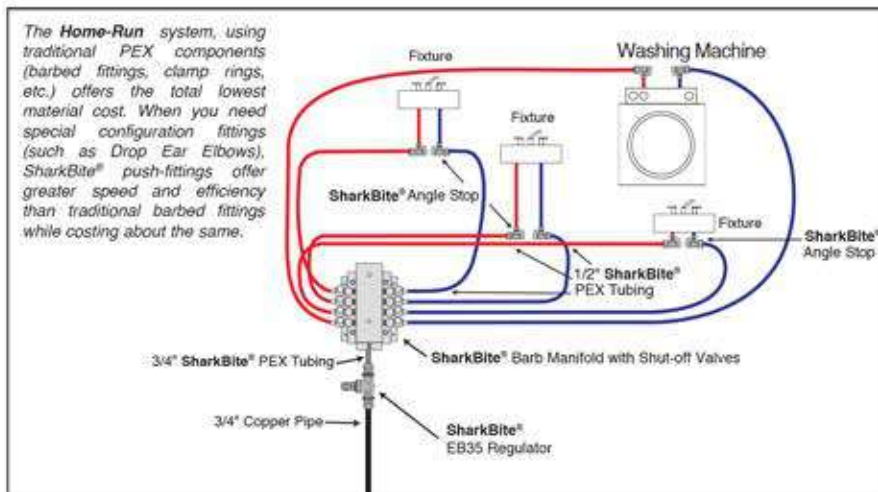 The Home-Run system, using
traditional PEX components
(barbed fittings, clamp rings,
etc.) offers the total lowest
material cost. When you need
special configuration fittings
(such as Drop Ear Elbows),
SharkBite® push-fittings offer
greater speed and efficiency
than traditional barbed fittings
while costing about the same.
Fixture
Washing Machine
Fixture
SharkBite® Angle Stop
Fixture
SharkBite®
Angle Stop
1/2" SharkBite®
PEX Tubing
3/4" SharkBite® PEX Tubing
SharkBite® Barb Manifold with Shut-off Valves
3/4" Copper Pipe
SharkBite®
EB35 Regulator